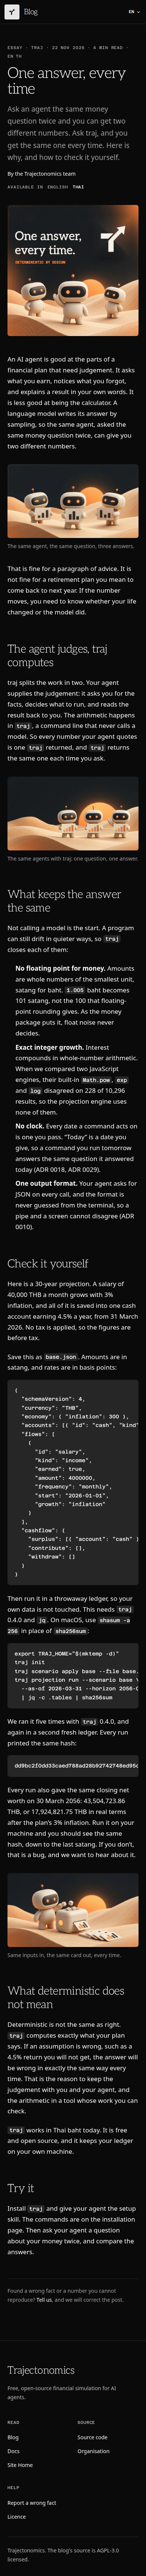 Blog
EN
ESSAY · TRAJ · 22 NOV 2026 · 4 MIN READ ·
EN TH
One answer, every
time
Ask an agent the same money
question twice, and you can get two
different numbers. Ask traj, and you
get the same one every time. Here is
why, and how to check it yourself.
By the Trajectonomics team
AVAILABLE IN ENGLISH ไทย
One answer,
every time.
DETERMINISTIC BY DESIGN
An AI agent is good at the parts of a
financial plan that need judgement. It asks
what you earn, notices what you forgot,
and explains a result in your own words. It
is less good at being the calculator. A
language model writes its answer by
sampling, so the same agent, asked the
same money question twice, can give you
two different numbers.
The same agent, the same question, three answers.
That is fine for a paragraph of advice. It is
not fine for a retirement plan you mean to
come back to next year. If the number
moves, you need to know whether your life
changed or the model did.
The agent judges, traj
computes
traj splits the work in two. Your agent
supplies the judgement: it asks you for the
facts, decides what to run, and reads the
result back to you. The arithmetic happens
in traj, a command line that never calls a
model. So every number your agent quotes
is one traj returned, and traj returns
the same one each time you ask.
The same agents with traj: one question, one answer.
What keeps the answer
the same
Not calling a model is the start. A program
can still drift in quieter ways, so traj
closes each of them:
No floating point for money. Amounts
are whole numbers of the smallest unit,
satang for baht. 1.005 baht becomes
101 satang, not the 100 that floating-
point rounding gives. As the money
package puts it, float noise never
decides.
Exact integer growth. Interest
compounds in whole-number arithmetic.
When we compared two JavaScript
engines, their built-in Math.pow, exp
and log disagreed on 228 of 10,296
results, so the projection engine uses
none of them.
No clock. Every date a command acts on
is one you pass. “Today” is a date you
give, so a command you run tomorrow
answers the same question it answered
today (ADR 0018, ADR 0029).
One output format. Your agent asks for
JSON on every call, and the format is
never guessed from the terminal, so a
pipe and a screen cannot disagree (ADR
0010).
Check it yourself
Here is a 30-year projection. A salary of
40,000 THB a month grows with 3%
inflation, and all of it is saved into one cash
account earning 4.5% a year, from 31 March
2026. No tax is applied, so the figures are
before tax.
Save this as base.json. Amounts are in
satang, and rates are in basis points:
{
"schemaVersion": 4,
"currency": "THB",
"economy": { "inflation": 300 },
"accounts": [{ "id": "cash", "kind"
"flows": [
{
"id": "salary",
"kind": "income",
"earned": true,
"amount": 4000000,
"frequency": "monthly",
"start": "2026-01-01",
"growth": "inflation"
}
],
"cashflow": {
"surplus": [{ "account": "cash" }
"contribute": [],
"withdraw": []
}
}
Then run it in a throwaway ledger, so your
own data is not touched. This needs traj
0.4.0 and jq. On macOS, use shasum -a
256 in place of sha256sum:
export TRAJ_HOME="$(mktemp -d)"
traj init
traj scenario apply base --file base.
traj projection run --scenario base
--as-of 2026-03-31 --horizon 2056-0
| jq -c .tables | sha256sum
We ran it five times with traj 0.4.0, and
again in a second fresh ledger. Every run
printed the same hash:
Every run also gave the same closing net
worth on 30 March 2056: 43,504,723.86
THB, or 17,924,821.75 THB in real terms
after the plan’s 3% inflation. Run it on your
machine and you should see the same
hash, down to the last satang. If you don’t,
that is a bug, and we want to hear about it.
Same inputs in, the same card out, every time.
What deterministic does
not mean
Deterministic is not the same as right.
traj computes exactly what your plan
says. If an assumption is wrong, such as a
4.5% return you will not get, the answer will
be wrong in exactly the same way every
time. That is the reason to keep the
judgement with you and your agent, and
the arithmetic in a tool whose work you can
check.
traj works in Thai baht today. It is free
and open source, and it keeps your ledger
on your own machine.
Try it
Install traj and give your agent the setup
skill. The commands on on the installation
page. Then ask your agent a question
about your money twice, and compare the
answers.
Found a wrong fact or a number you cannot
reproduce? Tell us, and we will correct the post.
Trajectonomics
Free, open-source financial simulation for AI
agents.
READ
SOURCE
Blog
Source code
Docs
Organisation
Site Home
HELP
Report a wrong fact
Licence
Trajectonomics. The blog’s source is AGPL-3.0
licensed.